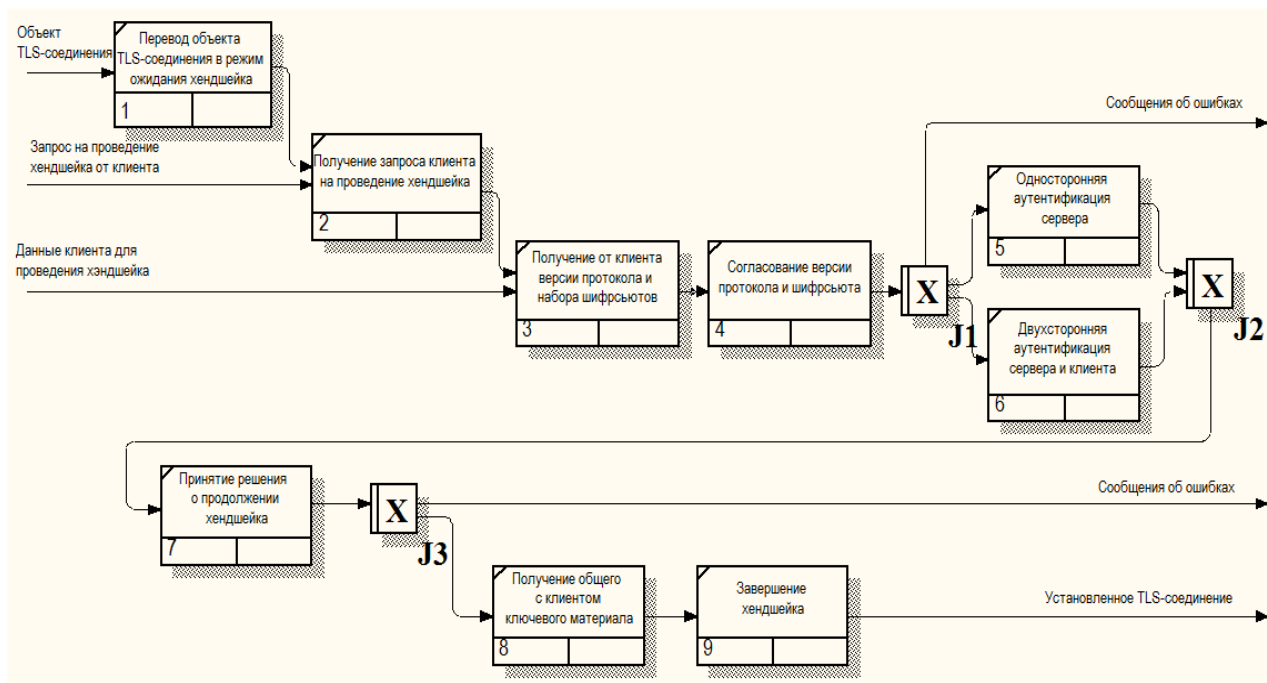 Объект
TLS-соединения
Перевод объекта
TLS-соединения в режим
ожидания хендшейка
1
Сообщения об ошибках
Запрос на проведение
хендшейка от клиента
Получение запроса клиента
на проведение хендшейка
2
Односторонняя
аутентификация
сервера
5
Данные клиента для
проведения хэндшейка
Получение от клиента
версии протокола и
набора шифрсьютов
3
Согласование версии
протокола и шифрсьюта
4
X
J1
X
J2
Двухсторонняя
аутентификация
сервера и клиента
6
Принятие решения
о продолжении
хендшейка
7
X
J3
Сообщения об ошибках
Получение общего
с клиентом
ключевого материала
8
Завершение
хендшейка
9
Установленное TLS-соединение